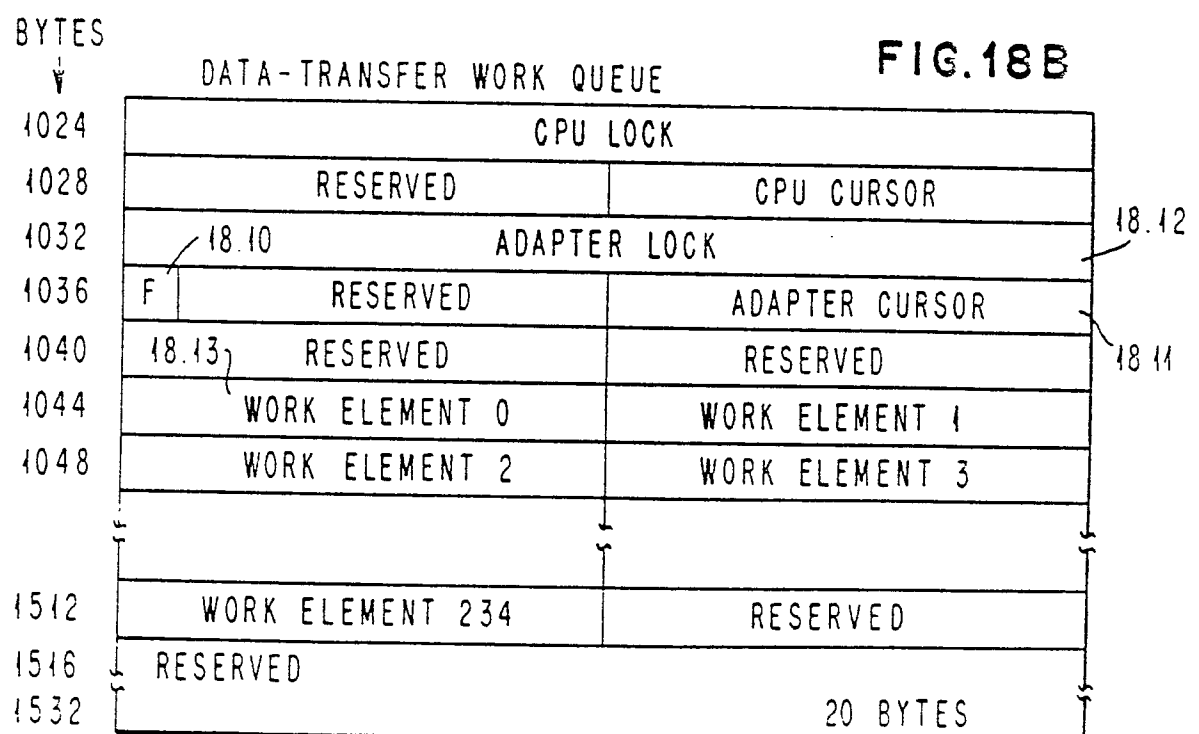 BYTES
FIG.18B
DATA-TRANSFER WORK QUEUE
1024 CPU LOCK
1028 RESERVED CPU CURSOR
1032 18.10 ADAPTER LOCK 18.12
1036 F RESERVED ADAPTER CURSOR
1040 18.13 RESERVED RESERVED 18 11
1044 WORK ELEMENT 0 WORK ELEMENT 1
1048 WORK ELEMENT 2 WORK ELEMENT 3
1512 WORK ELEMENT 234 RESERVED
1516 RESERVED
1532 20 BYTES